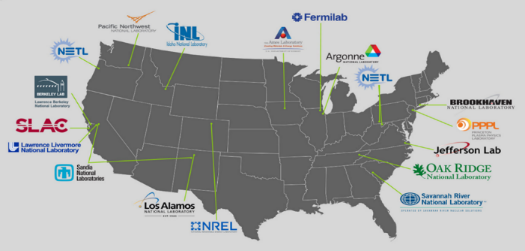 Pacific Northwest
NATIONAL LABORATORY
INL
Idaho National Laboratory
Fermilab
Argonne
NATIONAL LABORATORY
NETL
NETL
BERKELEY LAB
Lawrence Berkeley
National Laboratory
BROOKHAVEN
NATIONAL LABORATORY
PPPL
SLAC
Jefferson Lab
Lawrence Livermore
National Laboratory
OAK RIDGE
National Laboratory
Sandia
National
Laboratories
Savannah River
National Laboratory
Los Alamos
NATIONAL LABORATORY
NREL